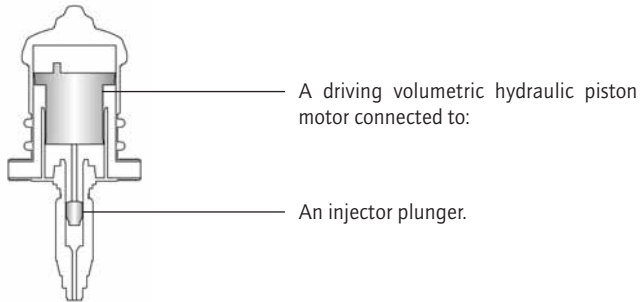 A driving volumetric hydraulic piston
motor connected to:
An injector plunger.